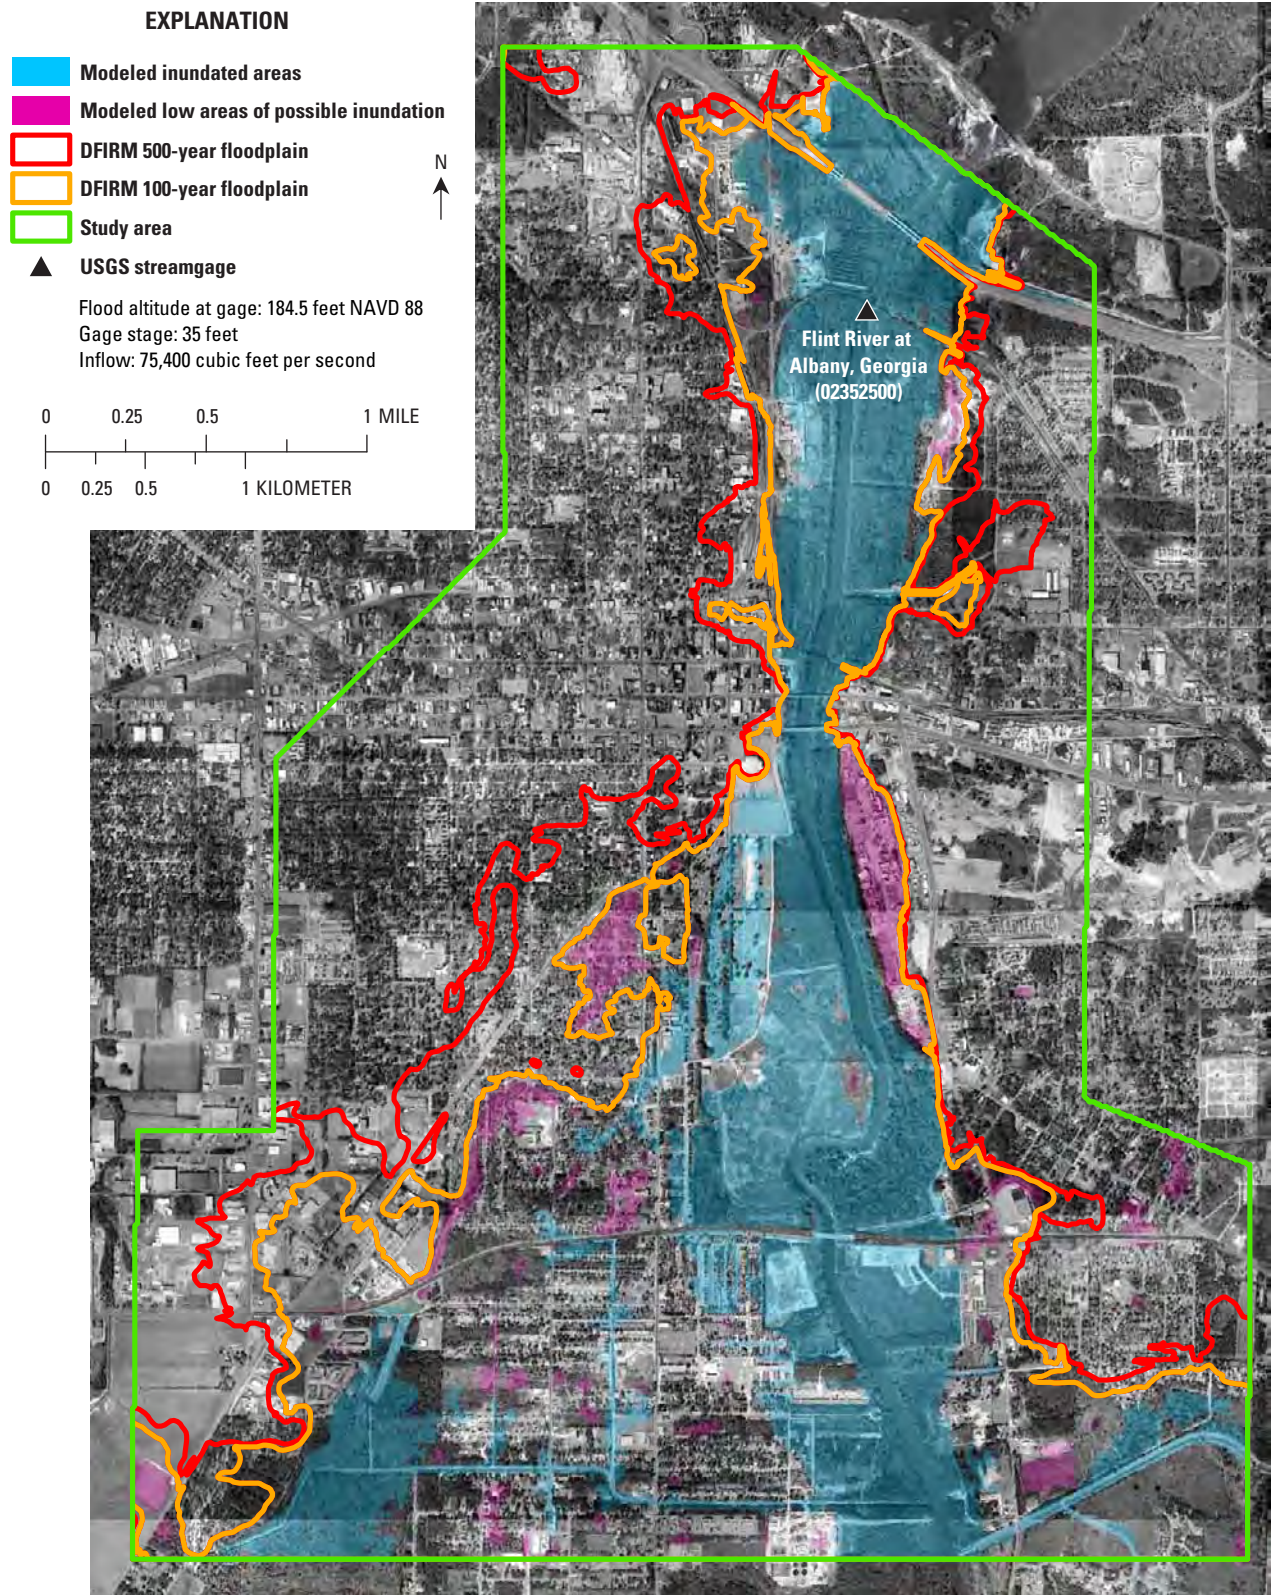 EXPLANATION
Modeled inundated areas
Modeled low areas of possible inundation
DFIRM 500-year floodplain
DFIRM 100-year floodplain
Study area
USGS streamgage
N
Flood altitude at gage: 184.5 feet NAVD 88
Gage stage: 35 feet
Inflow: 75,400 cubic feet per second
0 0.25 0.5 1 MILE
0 0.25 0.5 1 KILOMETER
Flint River at
Albany, Georgia
(02352500)